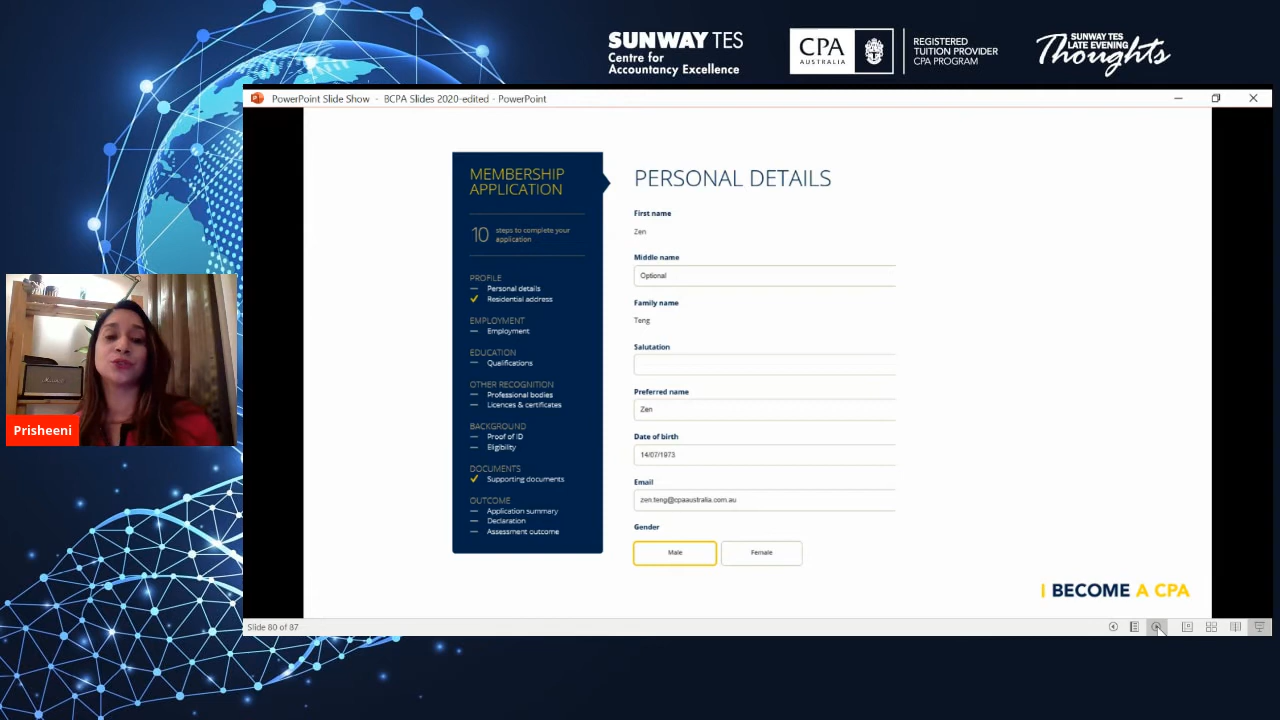 SUNWAY TES
Centre for
Accountancy Excellence
CPA
AUSTRALIA
REGISTERED
TUITION PROVIDER
CPA PROGRAM
SUNWAY TES
LATE EVENING
Thoughts
PowerPoint Slide Show - BCPA Slides 2020-edited - PowerPoint
MEMBERSHIP
APPLICATION
10 steps to complete your
application
PROFILE
Personal details
Residential address
EMPLOYMENT
Employment
EDUCATION
Qualifications
OTHER RECOGNITION
Professional bodies
Licences & certificates
BACKGROUND
Proof of ID
Eligibility
DOCUMENTS
Supporting documents
OUTCOME
Application summary
Declaration
Assessment outcome
PERSONAL DETAILS
First name
Zen
Middle name
Optional
Family name
Teng
Salutation
Preferred name
Zen
Date of birth
14/07/1973
Email
zen.teng@cpaaustralia.com.au
Gender
Male Female
BECOME A CPA
Prisheeni
Slide 80 of 87